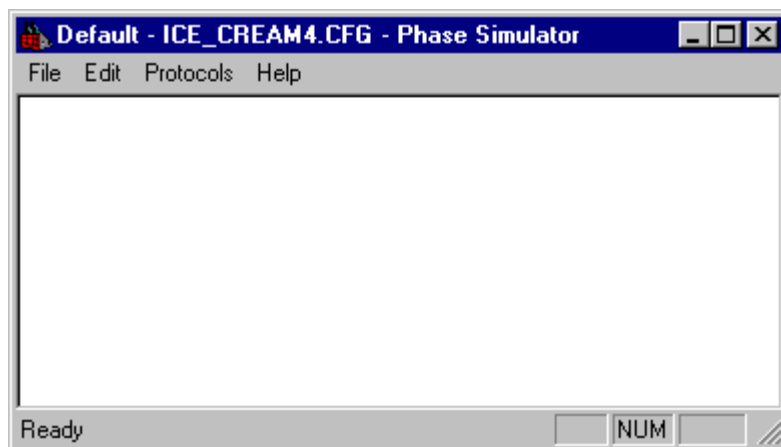 Default - ICE_CREAM4.CFG - Phase Simulator
File Edit Protocols Help
Ready NUM